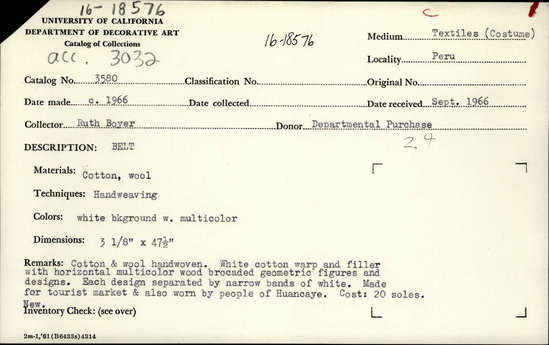 16-18576
UNIVERSITY OF CALIFORNIA
DEPARTMENT OF DECORATIVE ART
Catalog of Collections
acc. 3032
16-18576
C
Medium Textiles (Costume)
Locality Peru
Catalog No. 3580 Classification No. Original No.
Date made c. 1966 Date collected Date received Sept. 1966
Collector Ruth Boyer Donor Departmental Purchase
2.4
DESCRIPTION: BELT
Materials: Cotton, wool
Techniques: Handweaving
Colors: white bkground w. multicolor
Dimensions: 3 1/8" x 47½"
Remarks: Cotton & wool handwoven. White cotton warp and filler
with horizontal multicolor wood brocaded geometric figures and
designs. Each design separated by narrow bands of white. Made
for tourist market & also worn by people of Huancaye. Cost: 20 soles.
New.
Inventory Check: (see over)
2m-1,'61(B6433s)4314